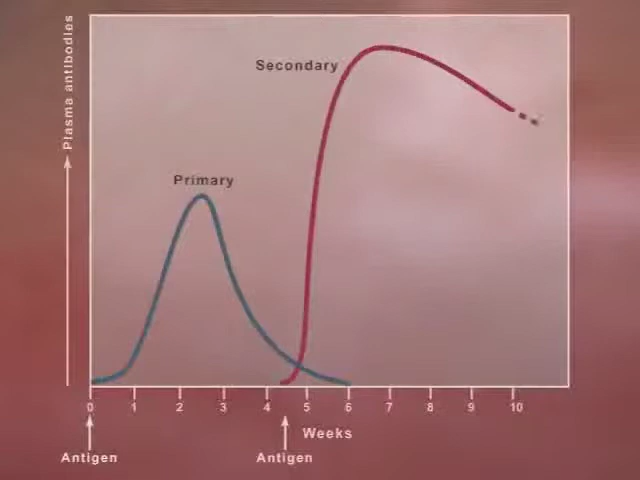 Plasma antibodies
Secondary
Primary
0 1 2 3 4 5 6 7 8 9 10
Weeks
Antigen Antigen